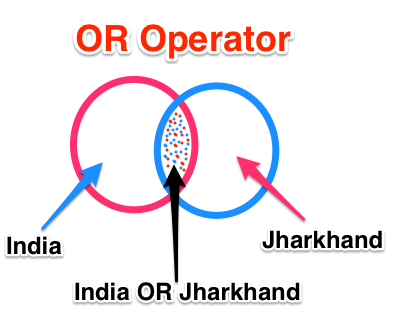 OR Operator
India
Jharkhand
India OR Jharkhand